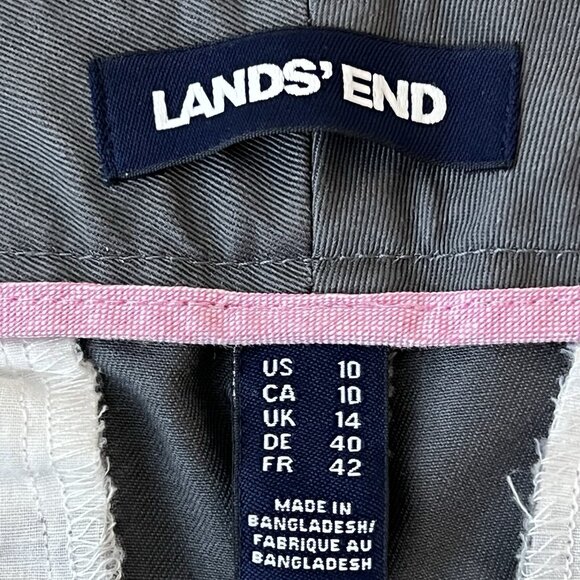 LANDS' END
US 10
CA 10
UK 14
DE 40
FR 42
MADE IN
BANGLADESH/
FABRIQUE AU
BANGLADESH